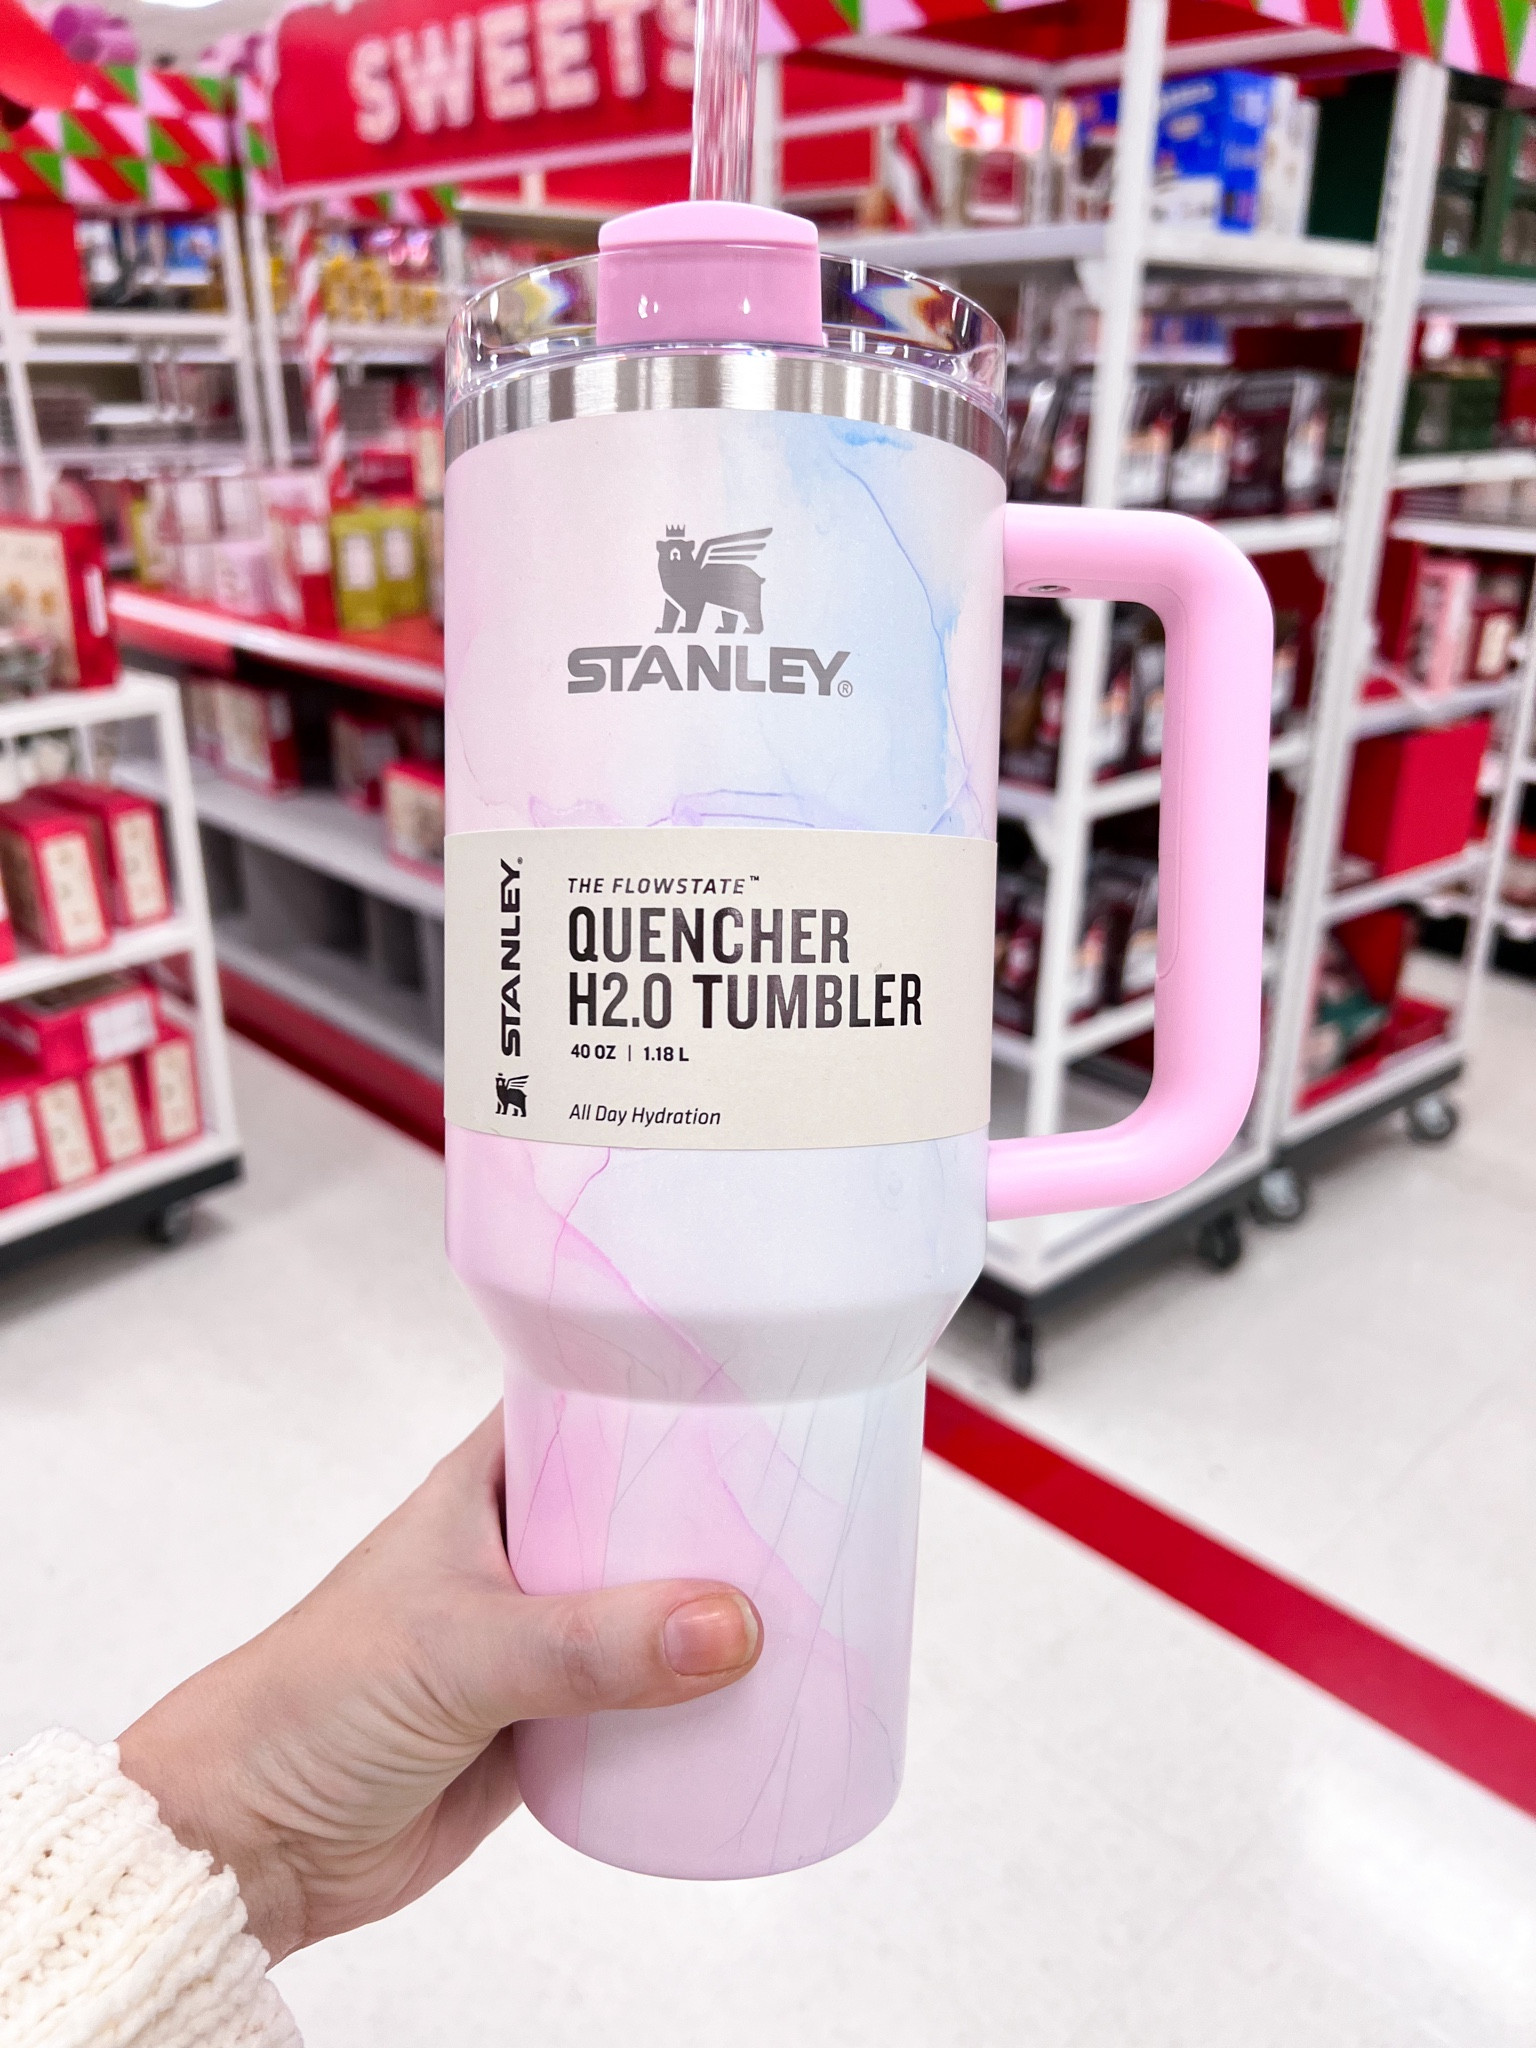 SWEETS
STANLEY®
STANLEY®
THE FLOWSTATE™
QUENCHER
H2.0 TUMBLER
40 OZ | 1.18 L
All Day Hydration